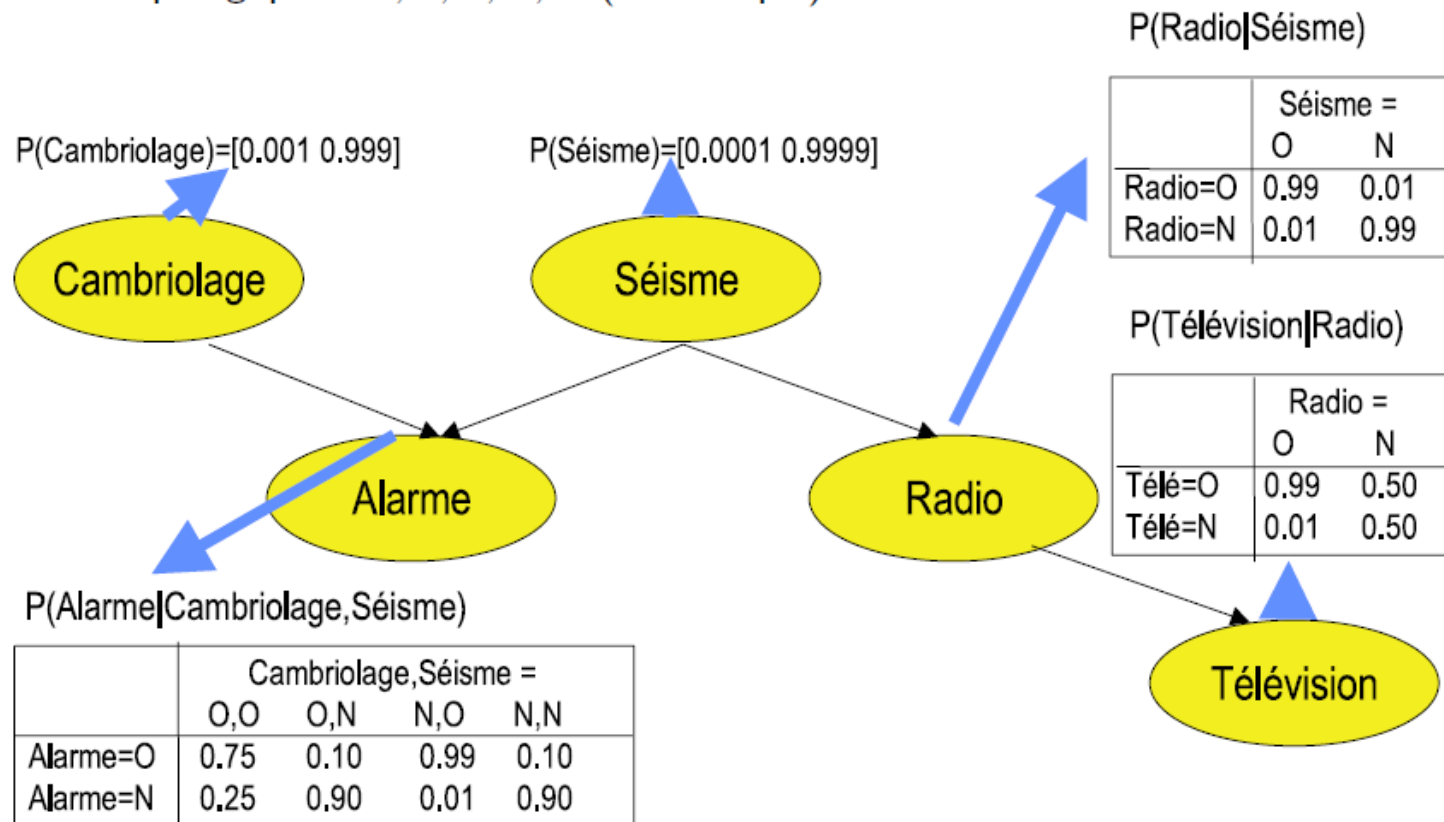 P(Radio|Séisme)
Séisme =
O N
Radio=O 0.99 0.01
Radio=N 0.01 0.99
P(Cambriolage)=[0.001 0.999]
P(Séisme)=[0.0001 0.9999]
Cambriolage
Séisme
P(Télévision|Radio)
Radio =
O N
Télé=O 0.99 0.50
Télé=N 0.01 0.50
Alarme
Radio
P(Alarme|Cambriolage,Séisme)
Cambriolage,Séisme =
O,O O,N N,O N,N
Alarme=O 0.75 0.10 0.99 0.10
Alarme=N 0.25 0.90 0.01 0.90
Télévision